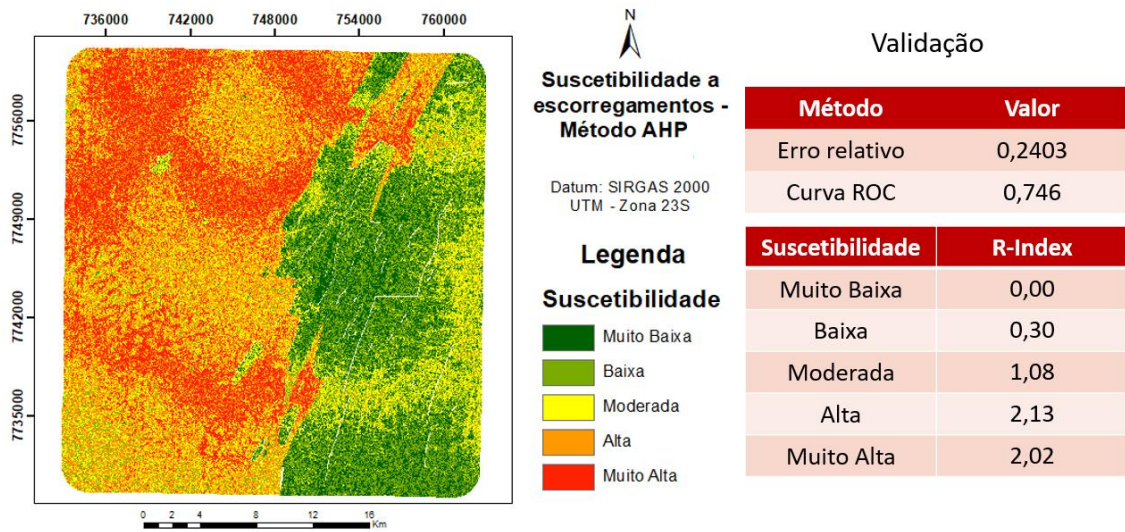 736000 742000 748000 754000 760000
7756000
7749000
7742000
7735000
0 2 4 8 12 16
Km
N
Suscetibilidade a
escorregamentos -
Método AHP
Datum: SIRGAS 2000
UTM - Zona 23S
Legenda
Suscetibilidade
Muito Baixa
Baixa
Moderada
Alta
Muito Alta
Validação
Método Valor
Erro relativo 0,2403
Curva ROC 0,746
Suscetibilidade R-Index
Muito Baixa 0,00
Baixa 0,30
Moderada 1,08
Alta 2,13
Muito Alta 2,02